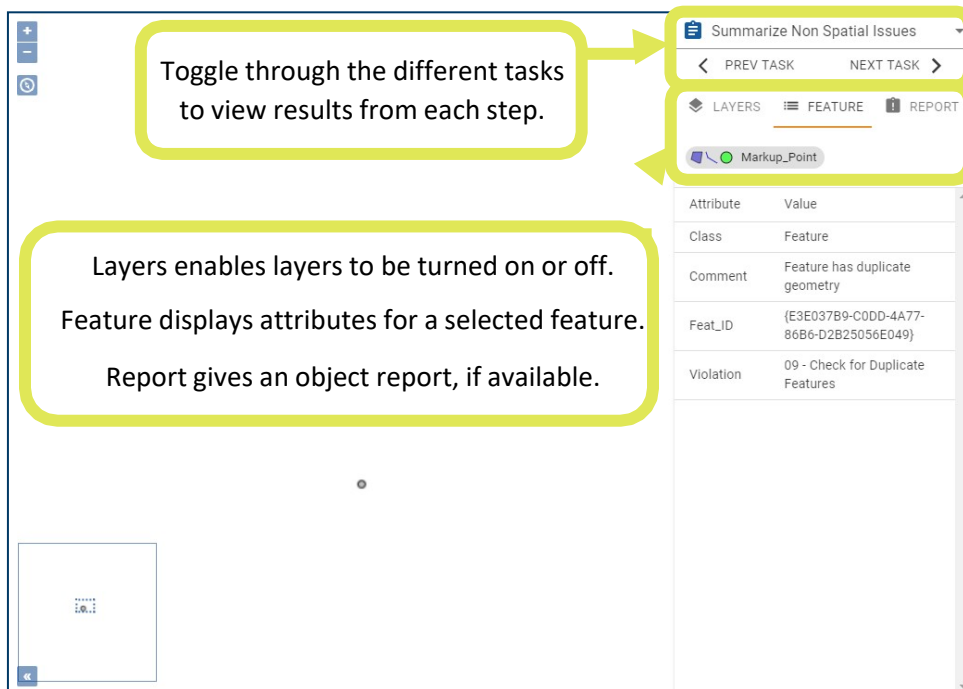 +
−
Toggle through the different tasks
to view results from each step.
Summarize Non Spatial Issues
PREV TASK NEXT TASK
LAYERS FEATURE REPORT
Markup_Point
Attribute Value
Class Feature
Comment Feature has duplicate
geometry
Feat_ID {E3E037B9-C0DD-4A77-
86B6-D2B25056E049}
Violation 09 - Check for Duplicate
Features
Layers enables layers to be turned on or off.
Feature displays attributes for a selected feature.
Report gives an object report, if available.
«